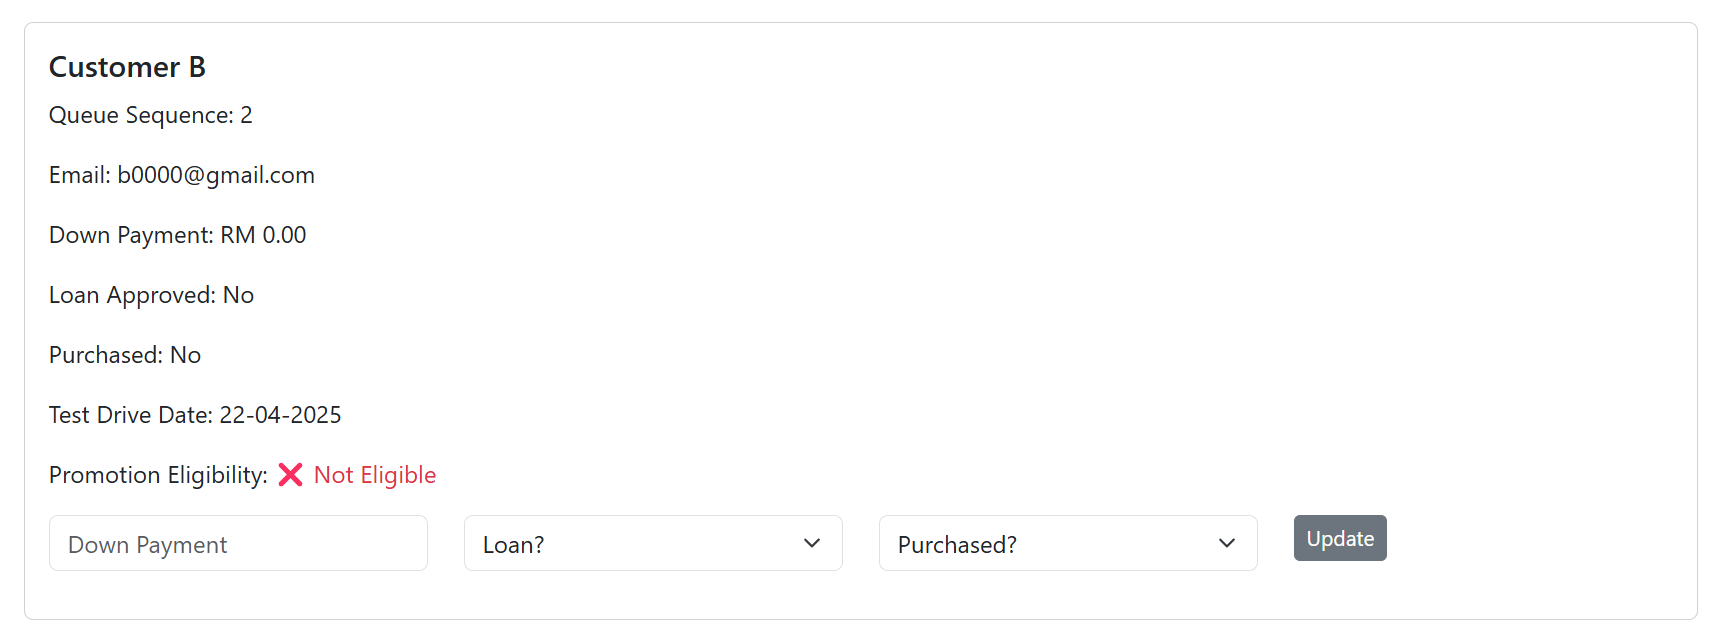 Customer B
Queue Sequence: 2
Email: b0000@gmail.com
Down Payment: RM 0.00
Loan Approved: No
Purchased: No
Test Drive Date: 22-04-2025
Promotion Eligibility: ❌ Not Eligible
Down Payment Loan? Purchased? Update